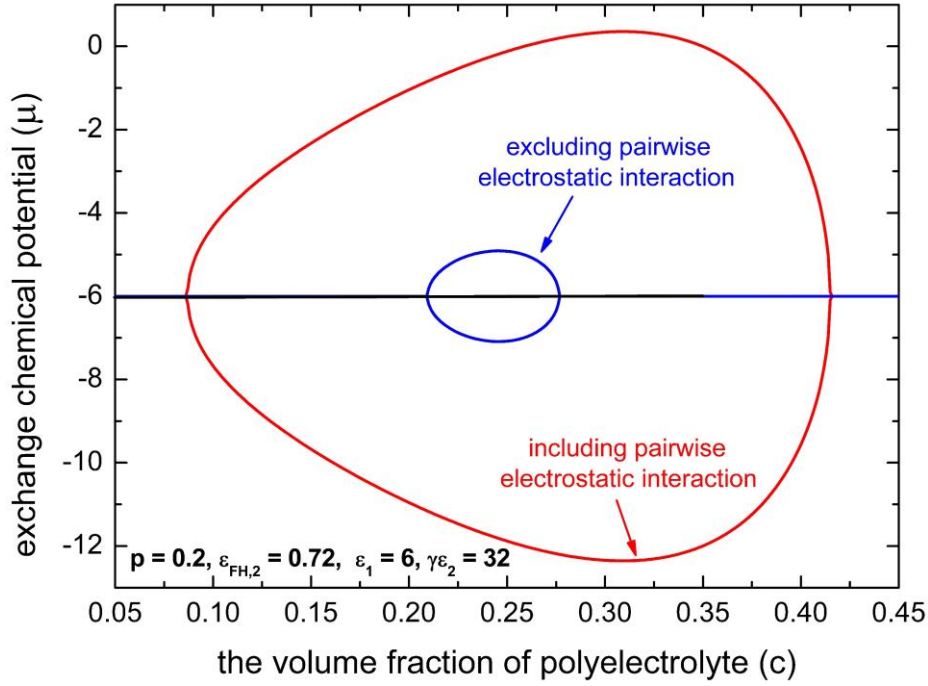 exchange chemical potential (μ)
0
-2
-4
-6
-8
-10
-12
excluding pairwise
electrostatic interaction
including pairwise
electrostatic interaction
p = 0.2, ε_FH,2 = 0.72, ε_1 = 6, γε_2 = 32
0.05 0.10 0.15 0.20 0.25 0.30 0.35 0.40 0.45
the volume fraction of polyelectrolyte (c)